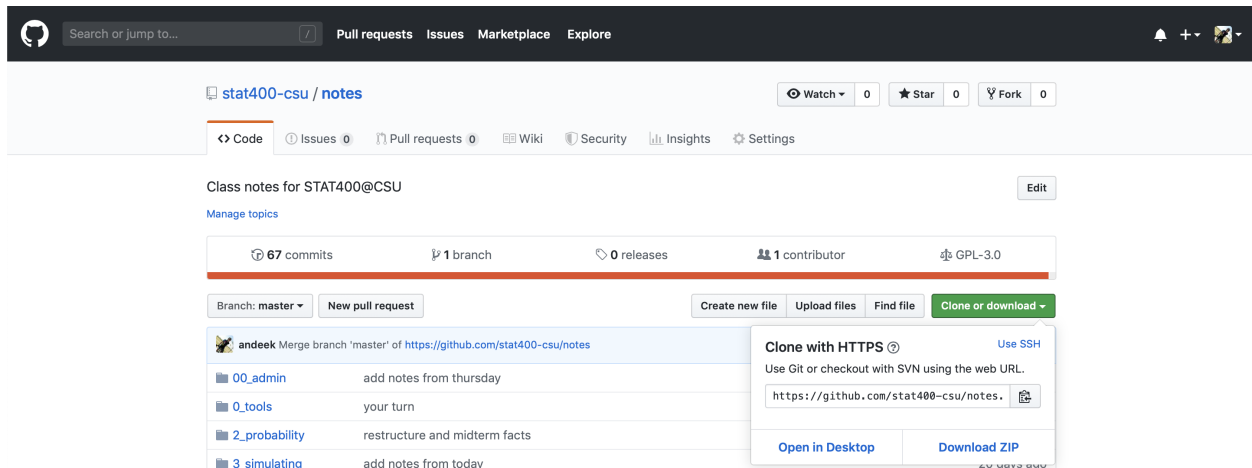 Search or jump to... / Pull requests Issues Marketplace Explore
stat400-csu / notes
Watch 0 Star 0 Fork 0
Code Issues 0 Pull requests 0 Wiki Security Insights Settings
Class notes for STAT400@CSU Edit
Manage topics
67 commits 1 branch 0 releases 1 contributor GPL-3.0
Branch: master New pull request Create new file Upload files Find file Clone or download
andeek Merge branch 'master' of https://github.com/stat400-csu/notes
Clone with HTTPS ? Use SSH
00_admin add notes from thursday
Use Git or checkout with SVN using the web URL.
https://github.com/stat400-csu/notes.
0_tools your turn
2_probability restructure and midterm facts
Open in Desktop Download ZIP
3_simulating add notes from today 20 days ago